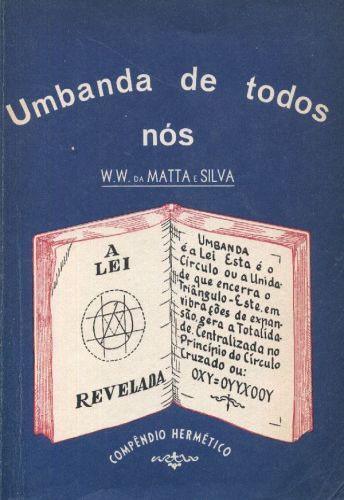 Umbanda de todos
nós
W.W. DA MATTA E SILVA
A
LEI
REVELADA
UMBANDA
é a Lei Esta é o
Círculo ou a Unida-
de que encerra o
Triângulo-Este, em
vibrações de expan-
são gera a Totalida-
de. Centralizada no
Princípio do Círculo
Cruzado ou:
OXY=OYYXOOY
COMPÊNDIO HERMÉTICO